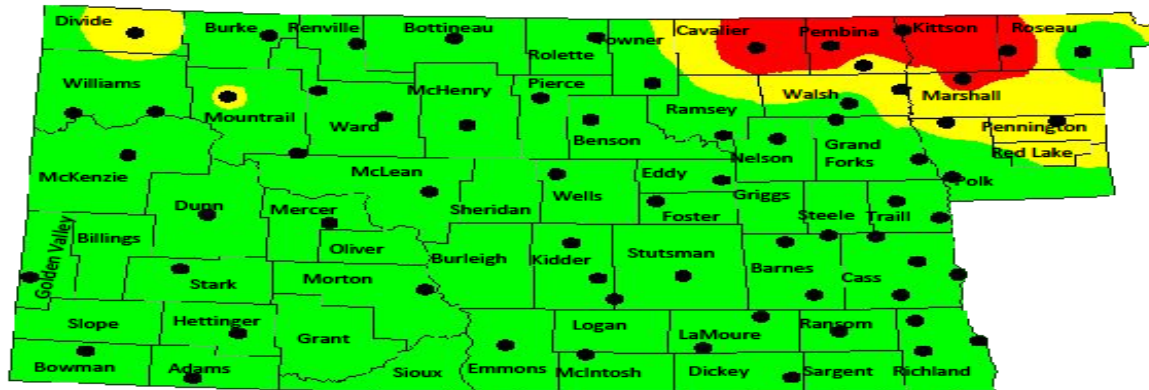 Divide
Burke
Renville
Bottineau
Rolette
Towner
Cavalier
Pembina
Kittson
Roseau
Williams
Mountrail
Ward
McHenry
Pierce
Benson
Ramsey
Walsh
Marshall
Pennington
Red Lake
Nelson
Grand
Forks
Polk
McKenzie
McLean
Sheridan
Wells
Eddy
Foster
Griggs
Steele
Traill
Dunn
Mercer
Oliver
Golden Valley
Billings
Stark
Morton
Burleigh
Kidder
Stutsman
Barnes
Cass
Slope
Hettinger
Grant
Logan
LaMoure
Ransom
Bowman
Adams
Sioux
Emmons
McIntosh
Dickey
Sargent
Richland